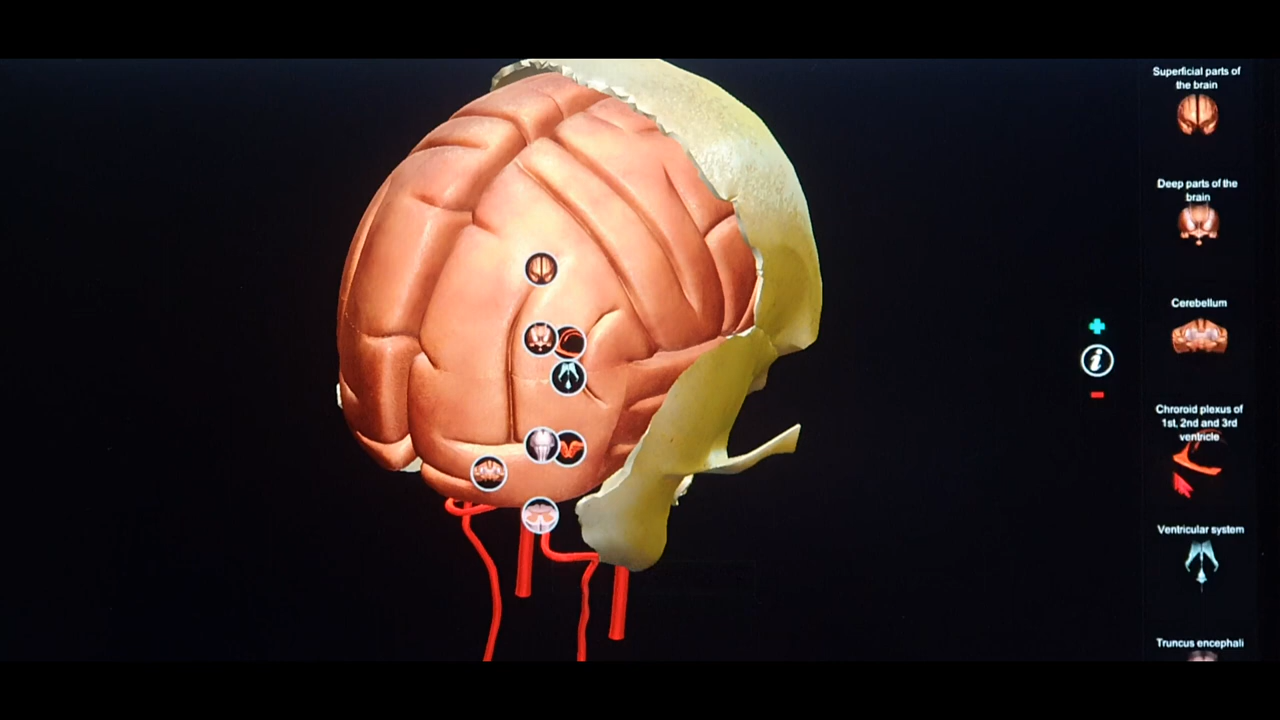 Superficial parts of
the brain
Deep parts of the
brain
Cerebellum
Chroroid plexus of
1st, 2nd and 3rd
ventricle
i
Ventricular system
Truncus encephali